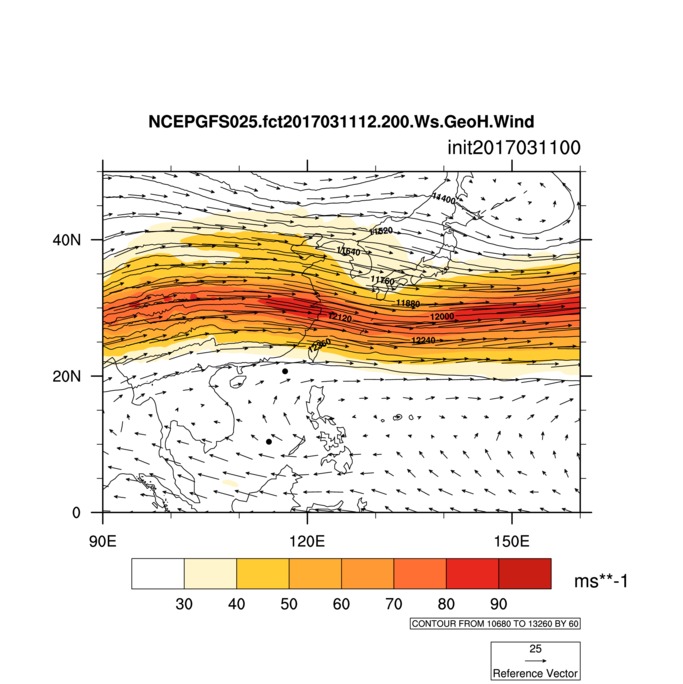 NCEPGFS025.fct2017031112.200.Ws.GeoH.Wind
init2017031100
11400
11520
11640
11760
11880
12000
12120
12240
12360
40N
20N
0
90E
120E
150E
ms**-1
30
40
50
60
70
80
90
CONTOUR FROM 10680 TO 13260 BY 60
25
Reference Vector